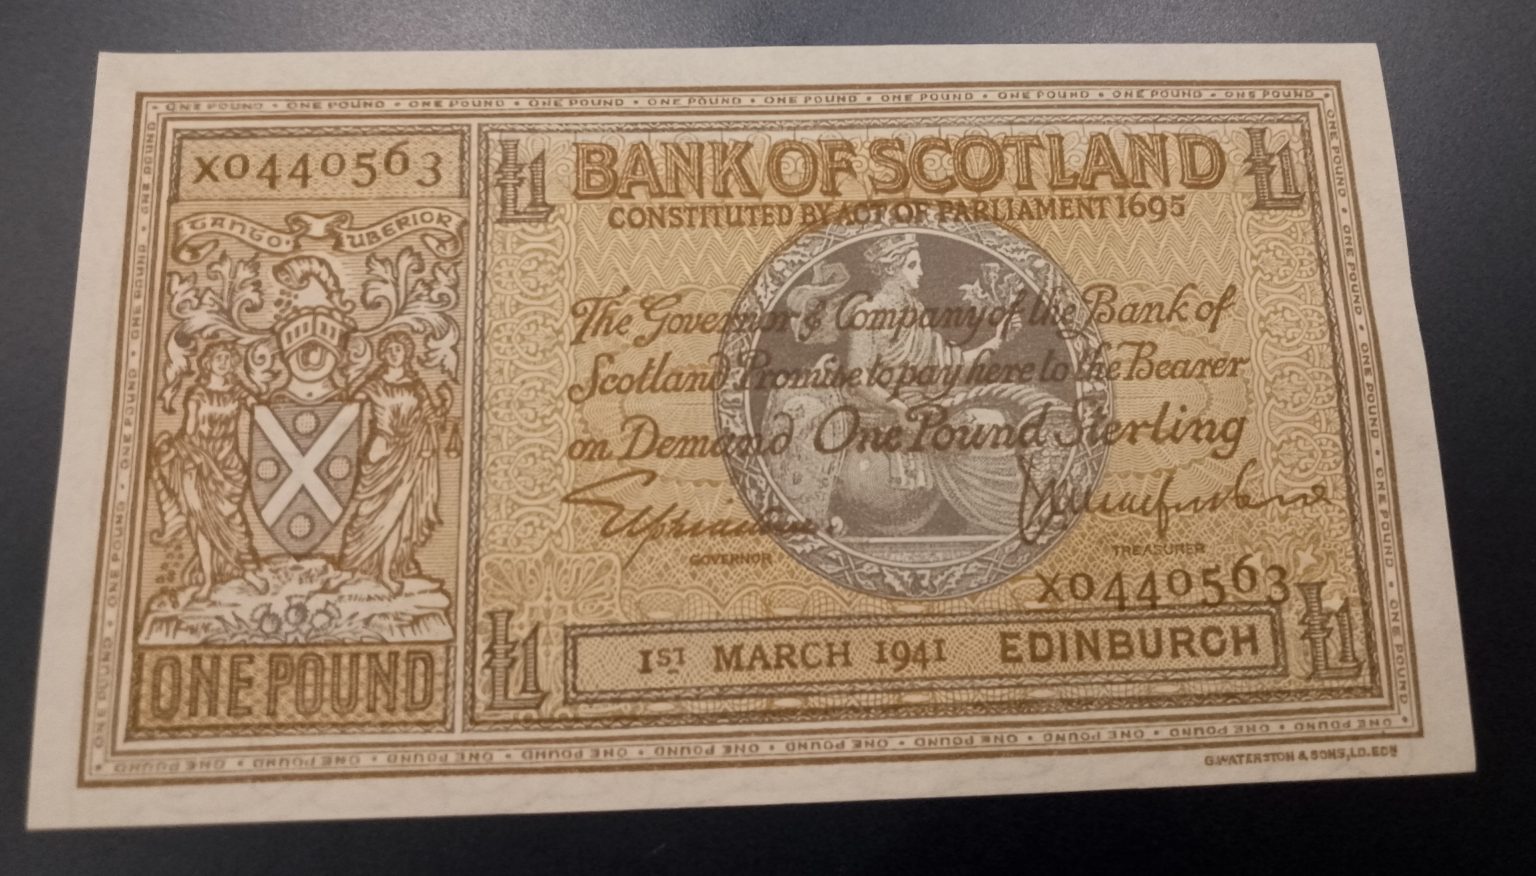 ONE POUND • ONE POUND • ONE POUND • ONE POUND • ONE POUND • ONE POUND • ONE POUND • ONE POUND • ONE POUND • ONE POUND
X0440563
TANTO UBERIOR
ONE POUND
£1 BANK OF SCOTLAND £1
CONSTITUTED BY ACT OF PARLIAMENT 1695
The Governor & Company of the Bank of
Scotland Promise to pay here to the Bearer
on Demand One Pound Sterling
GOVERNOR
TREASURER
X0440563
£1 £1
1ST MARCH 1941 EDINBURGH
G. WATERSTON & SONS, LD. EDN